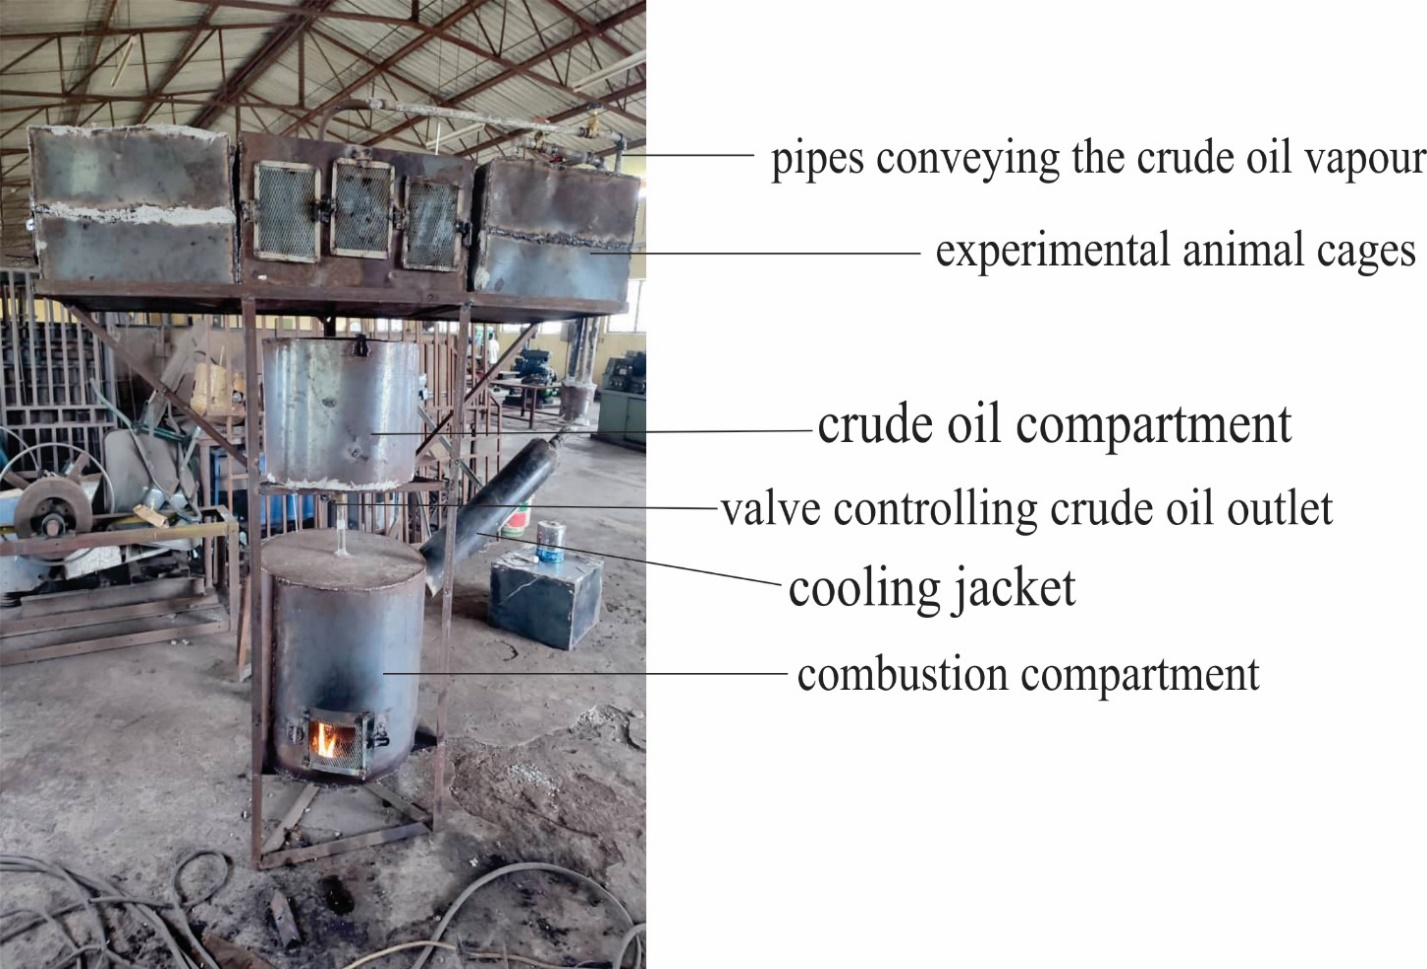 pipes conveying the crude oil vapour
experimental animal cages
crude oil compartment
valve controlling crude oil outlet
cooling jacket
combustion compartment